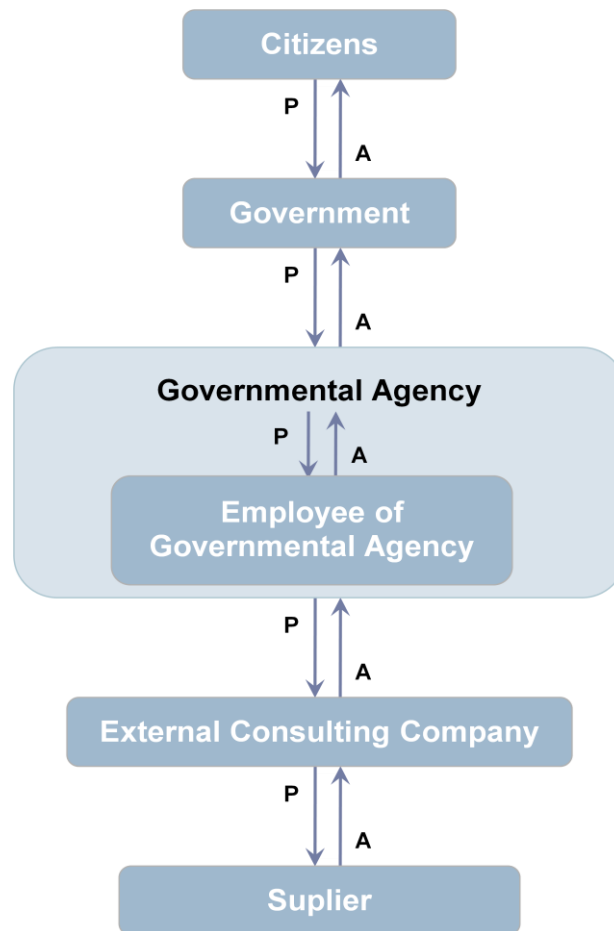 Citizens
P
A
Government
P
A
Governmental Agency
P
A
Employee of
Governmental Agency
P
A
External Consulting Company
P
A
Suplier